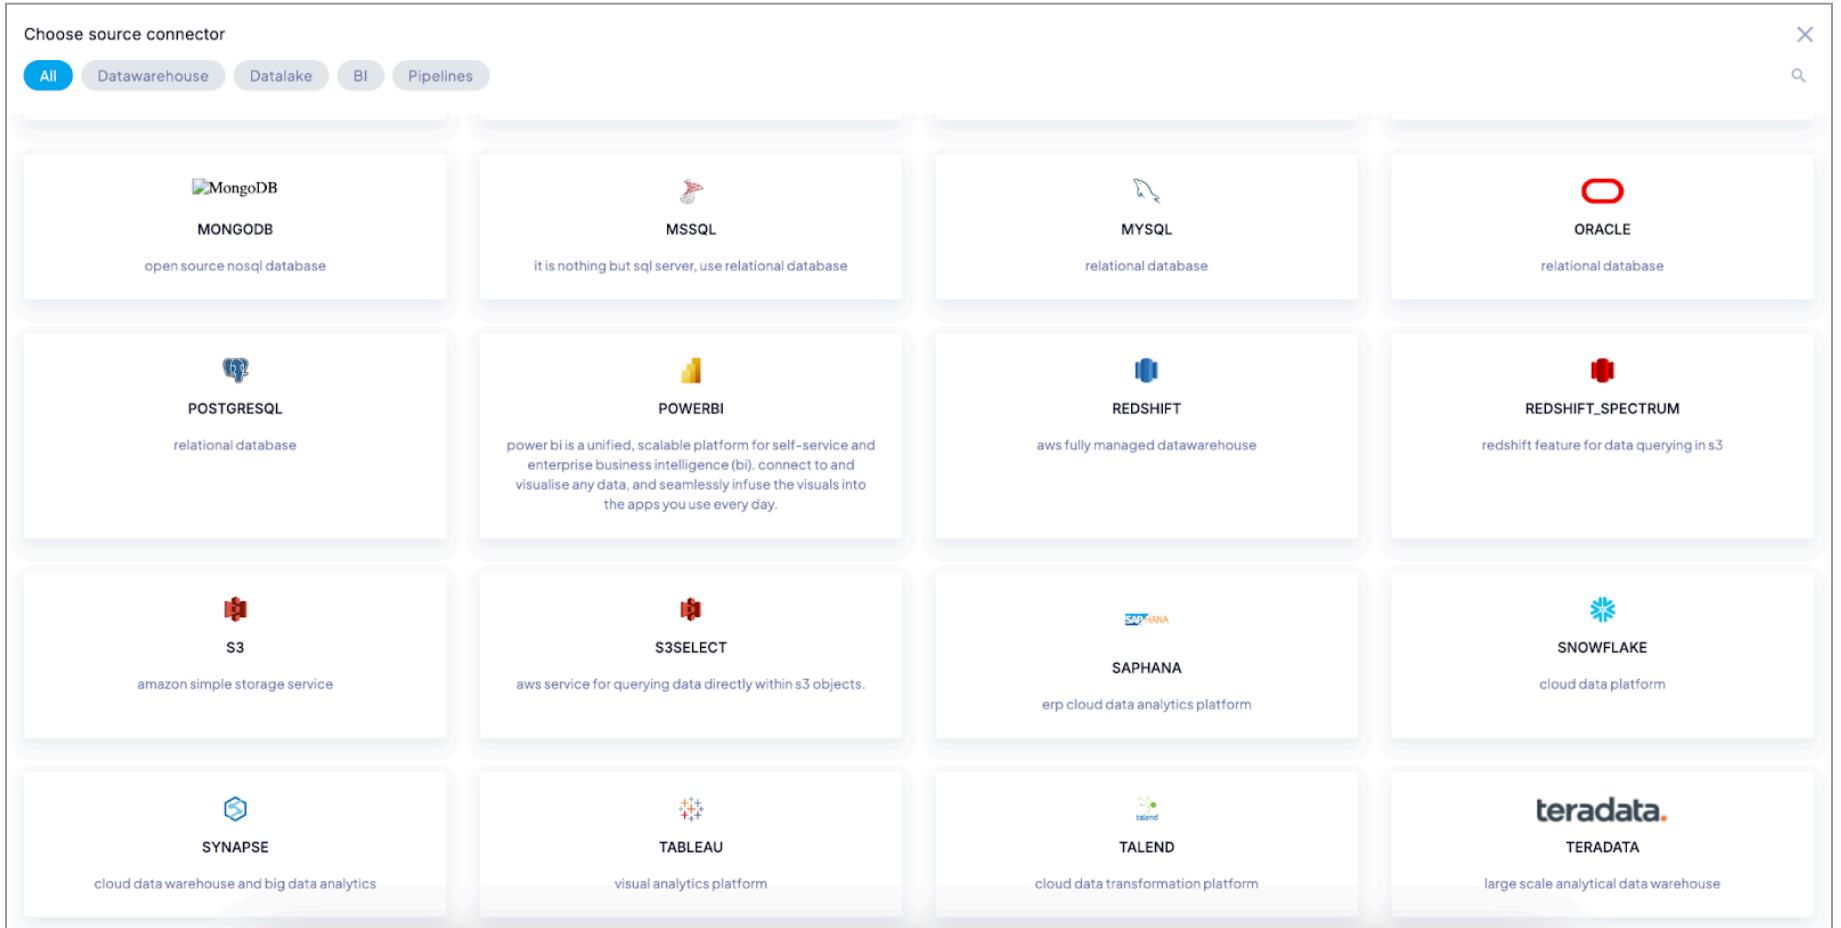 Choose source connector
All Datawarehouse Datalake BI Pipelines
MongoDB
MONGODB
open source nosql database
MSSQL
it is nothing but sql server, use relational database
MYSQL
relational database
ORACLE
relational database
POSTGRESQL
relational database
POWERBI
power bi is a unified, scalable platform for self-service and
enterprise business intelligence (bi). connect to and
visualise any data, and seamlessly infuse the visuals into
the apps you use every day.
REDSHIFT
aws fully managed datawarehouse
REDSHIFT_SPECTRUM
redshift feature for data querying in s3
S3
amazon simple storage service
S3SELECT
aws service for querying data directly within s3 objects.
SAP HANA
SAPHANA
erp cloud data analytics platform
SNOWFLAKE
cloud data platform
SYNAPSE
cloud data warehouse and big data analytics
TABLEAU
visual analytics platform
talend
TALEND
cloud data transformation platform
teradata.
TERADATA
large scale analytical data warehouse